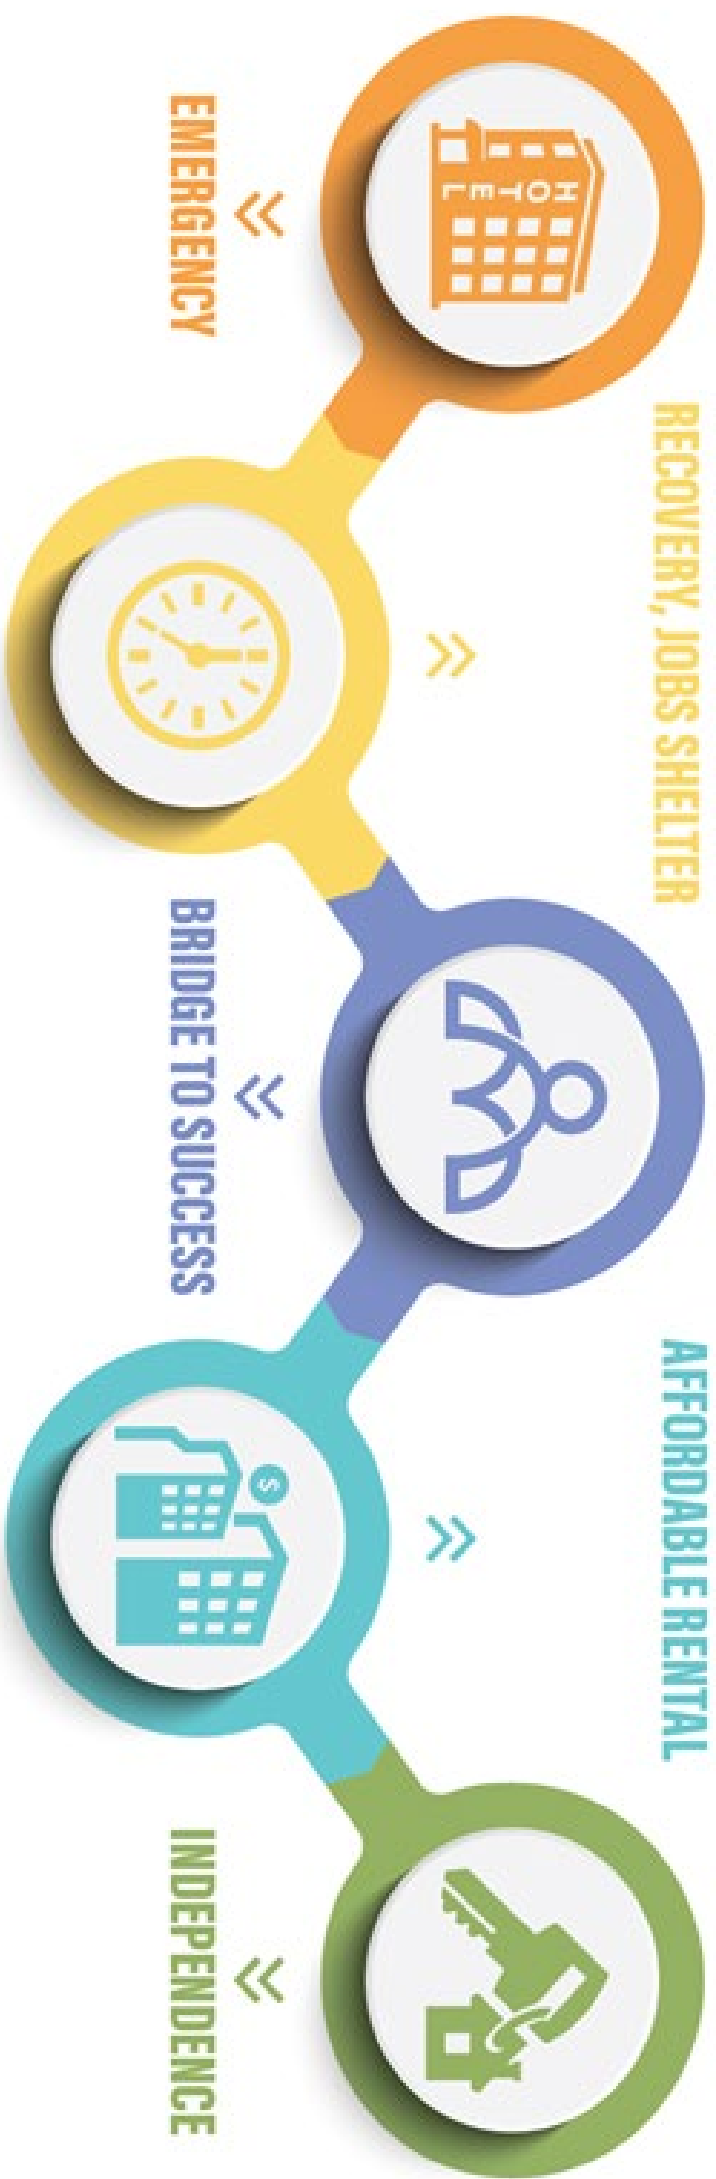 HOTEL
EMERGENCY
RECOVERY, JOBS SHELTER
BRIDGE TO SUCCESS
S
AFFORDABLE RENTAL
INDEPENDENCE